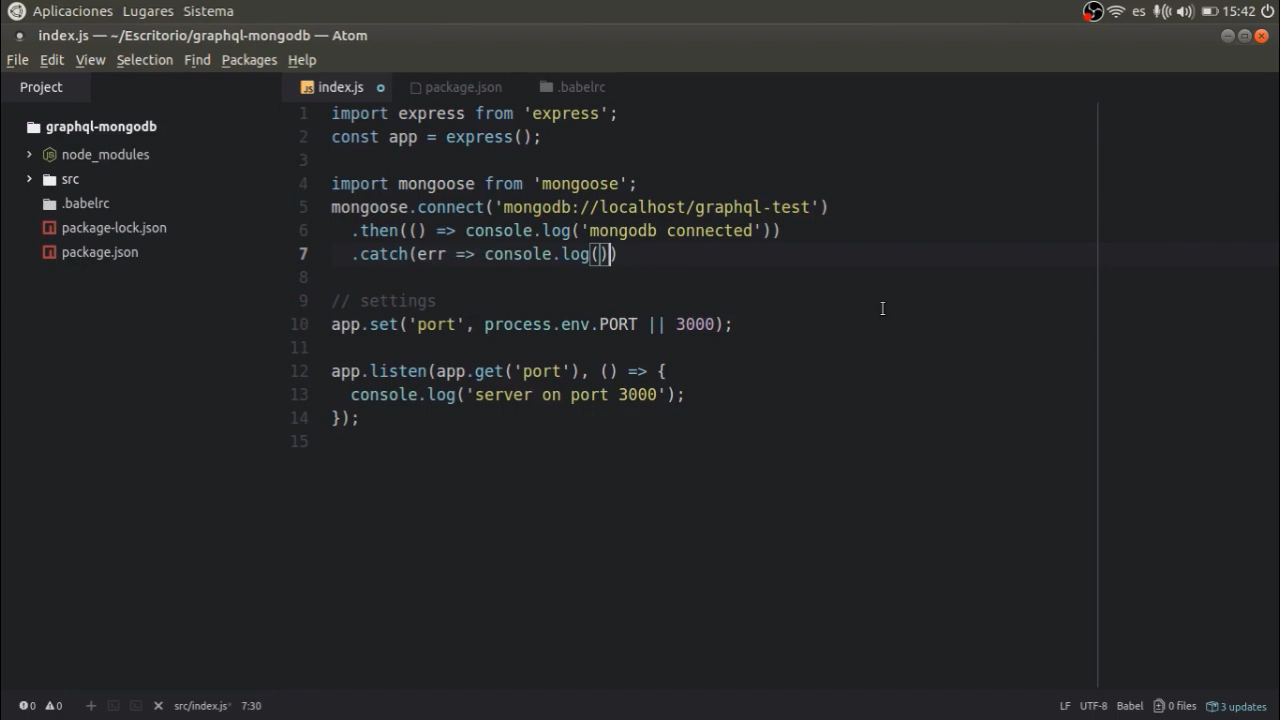 Aplicaciones Lugares Sistema es 15:42
index.js — ~/Escritorio/graphql-mongodb — Atom
File Edit View Selection Find Packages Help
Project index.js package.json .babelrc
graphql-mongodb
node_modules
src
.babelrc
package-lock.json
package.json
1 import express from 'express';
2 const app = express();
3
4 import mongoose from 'mongoose';
5 mongoose.connect('mongodb://localhost/graphql-test')
6 .then(() => console.log('mongodb connected'))
7 .catch(err => console.log())
8
9 // settings
10 app.set('port', process.env.PORT || 3000);
11
12 app.listen(app.get('port'), () => {
13 console.log('server on port 3000');
14 });
15
0 0 src/index.js* 7:30 LF UTF-8 Babel 0 files 3 updates